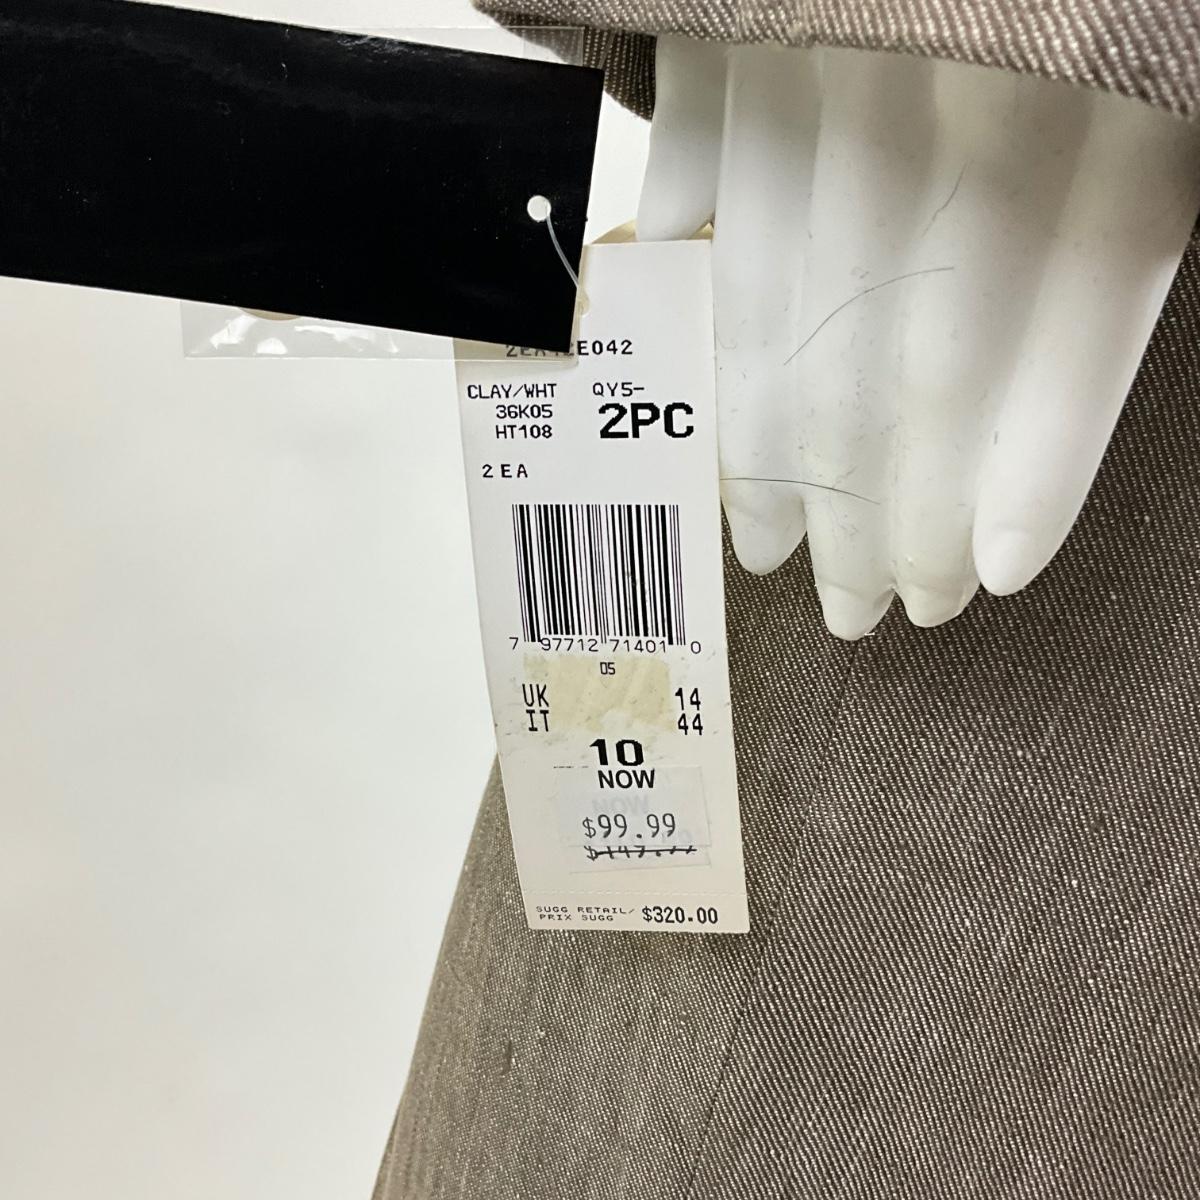 E042
CLAY/WHT QY5-
36K05 2PC
HT108
2 EA
7 97712 71401 0
05
UK 14
IT 44
10
NOW
$99.99
SUGG RETAIL/ $320.00
PRIX SUGG